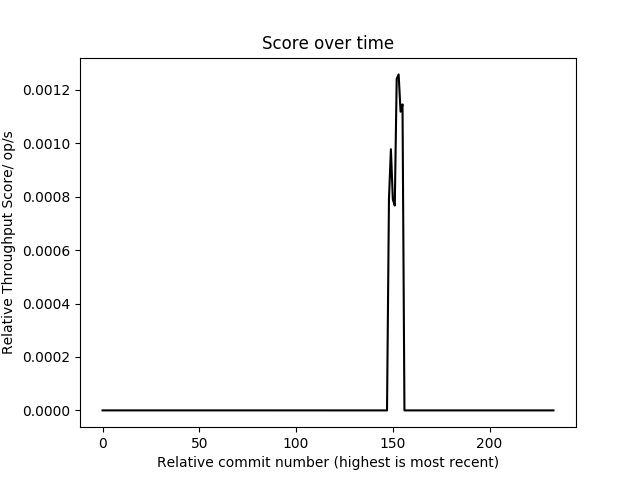 Score over time
Relative Throughput Score/ op/s
0.0012
0.0010
0.0008
0.0006
0.0004
0.0002
0.0000
0 50 100 150 200
Relative commit number (highest is most recent)